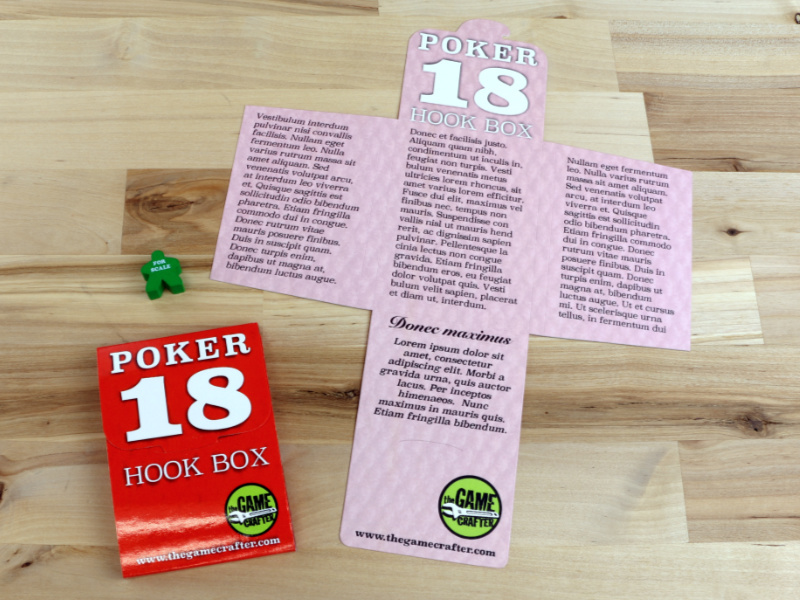 POKER
18
HOOK BOX
Vestibulum interdum
pulvinar nisi convallis
facilisis. Nullam eget
fermentum leo. Nulla
varius rutrum massa sit
amet aliquam. Sed
venenatis volutpat arcu,
at interdum leo viverra
et. Quisque sagittis est
sollicitudin odio bibendum
pharetra. Etiam fringilla
commodo dui in congue.
Donec rutrum vitae
mauris posuere finibus.
Duis in suscipit quam.
Donec turpis enim,
dapibus ut magna at,
bibendum luctus augue.
Donec et facilisis justo.
Aliquam quam nibh,
condimentum ut iaculis in,
feugiat non turpis. Vesti
bulum venenatis metus
ultricies lorem rhoncus, sit
amet varius lorem efficitur.
Fusce dui elit, maximus vel
finibus nec, tempus non
mauris. Suspendisse con
vallis nisl ut mauris hend
rerit, ac dignissim sapien
pulvinar. Pellentesque la
cinia lectus non congue
gravida. Etiam fringilla
bibendum eros, eu feugiat
dolor volutpat quis. Vesti
bulum velit sapien, placerat
et diam ut, interdum.
Nullam eget fermentum
leo. Nulla varius rutrum
massa sit amet aliquam.
Sed venenatis volutpat
arcu, at interdum leo
viverra et. Quisque
sagittis est sollicitudin
odio bibendum pharetra.
Etiam fringilla commodo
dui in congue. Donec
rutrum vitae mauris
posuere finibus. Duis in
suscipit quam. Donec
turpis enim, dapibus ut
magna at, bibendum
luctus augue. Ut et cursus
mi. Ut scelerisque urna
tellus, in fermentum dui
Donec maximus
Lorem ipsum dolor sit
amet, consectetur
adipiscing elit. Morbi a
gravida urna, quis auctor
lacus. Per inceptos
himenaeos. Nunc
maximus in mauris quis.
Etiam fringilla bibendum.
the GAME
CRAFTER
www.thegamecrafter.com
FOR
SCALE
POKER
18
HOOK BOX
the GAME
CRAFTER
www.thegamecrafter.com